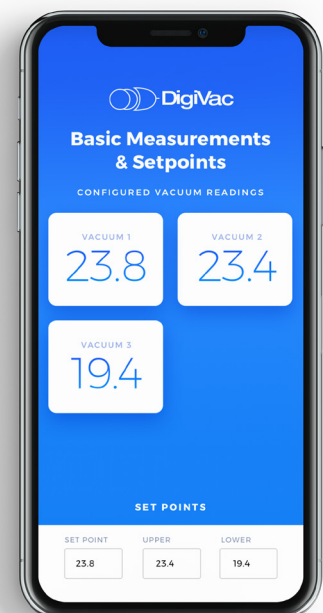 DigiVac
Basic Measurements
& Setpoints
CONFIGURED VACUUM READINGS
VACUUM 1
23.8
VACUUM 2
23.4
VACUUM 3
19.4
SET POINTS
SET POINT UPPER LOWER
23.8 23.4 19.4